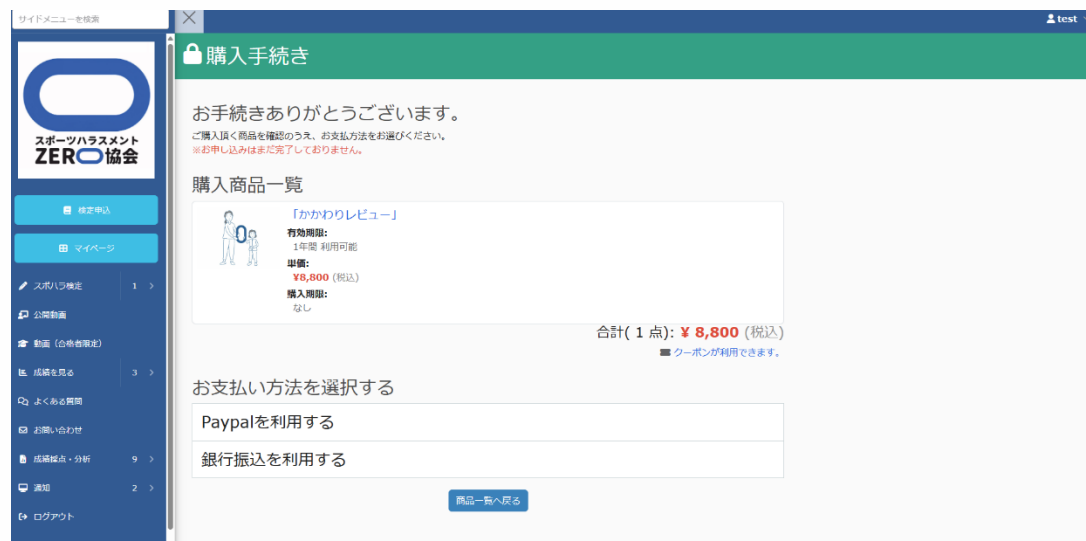 サイドメニューを検索
test
スポーツハラスメント
ZERO協会
検定申込
マイページ
スポハラ検定 1
公開動画
動画（合格者限定）
成績を見る 3
よくある質問
お問い合わせ
成績採点・分析 9
通知 2
ログアウト
購入手続き
お手続きありがとうございます。
ご購入頂く商品を確認のうえ、お支払方法をお選びください。
※お申し込みはまだ完了しておりません。
購入商品一覧
「かかわりレビュー」
有効期限:
1年間 利用可能
単価:
¥8,800 (税込)
購入期限:
なし
合計( 1 点): ¥ 8,800 (税込)
クーポンが利用できます。
お支払い方法を選択する
Paypalを利用する
銀行振込を利用する
商品一覧へ戻る